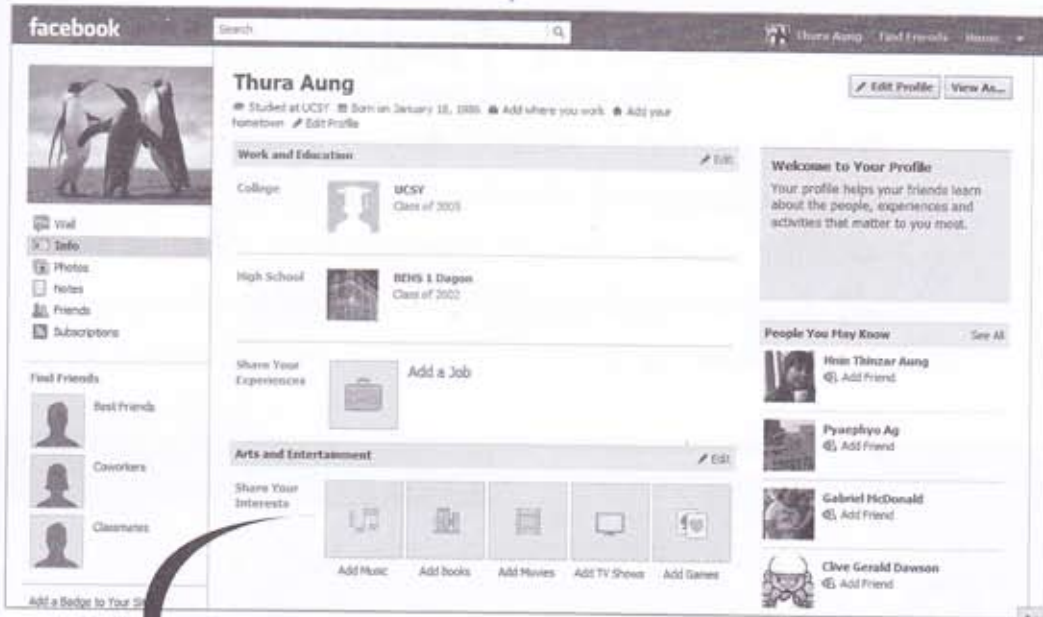 facebook
Search
Thura Aung Find Friends Home
Thura Aung
Studied at UCSY Born on January 18, 1986 Add where you work Add your
hometown Edit Profile
Edit Profile
View As...
Wall
Info
Photos
Notes
Friends
Subscriptions
Find Friends
Best Friends
Coworkers
Classmates
Add a Badge to Your
Work and Education
Edit
College
UCSY
Class of 2005
High School
BEHS 1 Dagon
Class of 2002
Share Your
Experiences
Add a Job
Arts and Entertainment
Edit
Share Your
Interests
Add Music
Add books
Add Movies
Add TV Shows
Add Games
Welcome to Your Profile
Your profile helps your friends learn
about the people, experiences and
activities that matter to you most.
People You May Know
See All
Hnin Thinzar Aung
Add Friend
Pyaephyo Ag
Add Friend
Gabriel McDonald
Add Friend
Clive Gerald Dawson
Add Friend